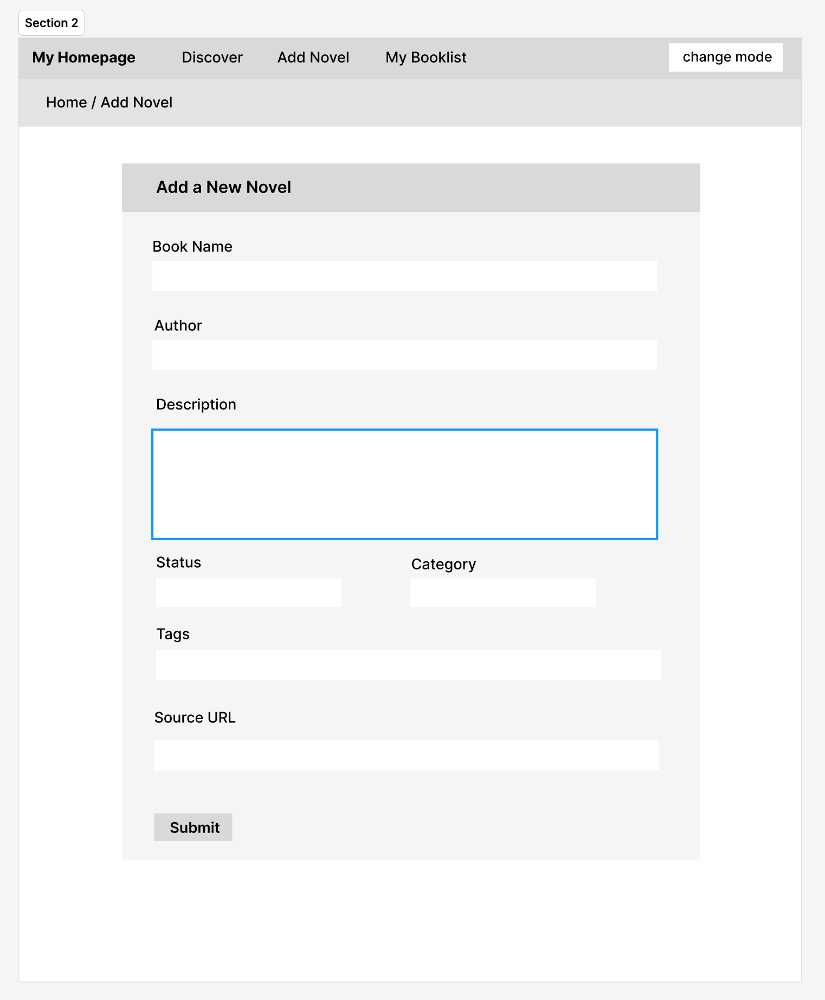 Section 2
My Homepage Discover Add Novel My Booklist change mode
Home / Add Novel
Add a New Novel
Book Name
Author
Description
Status Category
Tags
Source URL
Submit